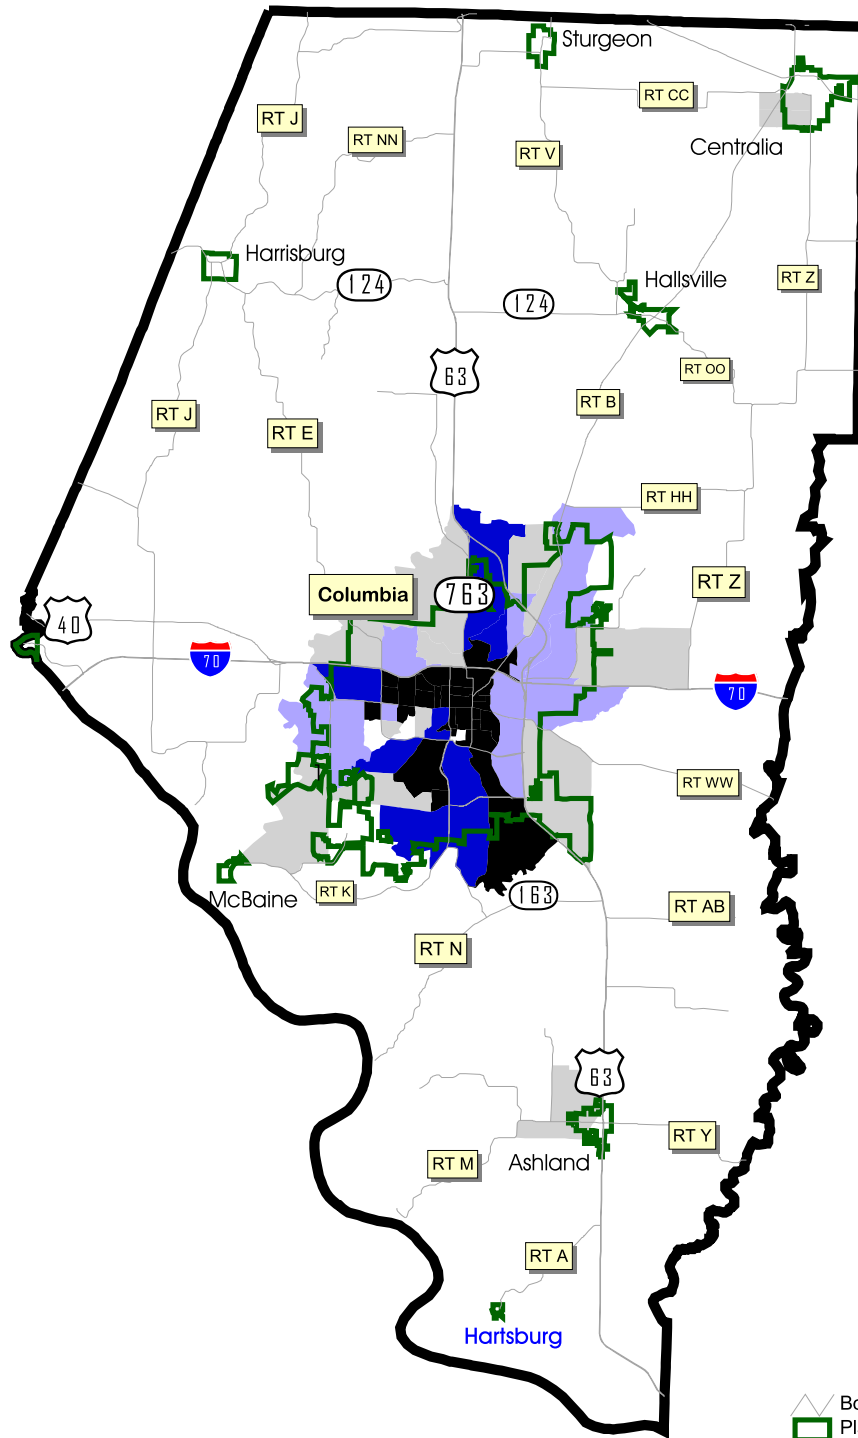 Sturgeon
RT CC
RT J
RT NN
RT V
Centralia
Harrisburg
124
124
Hallsville
RT Z
63
RT OO
RT J
RT E
RT B
RT HH
Columbia
763
RT Z
40
70
70
RT WW
McBaine
RT K
163
RT AB
RT N
63
RT Y
RT M
Ashland
RT A
Hartsburg